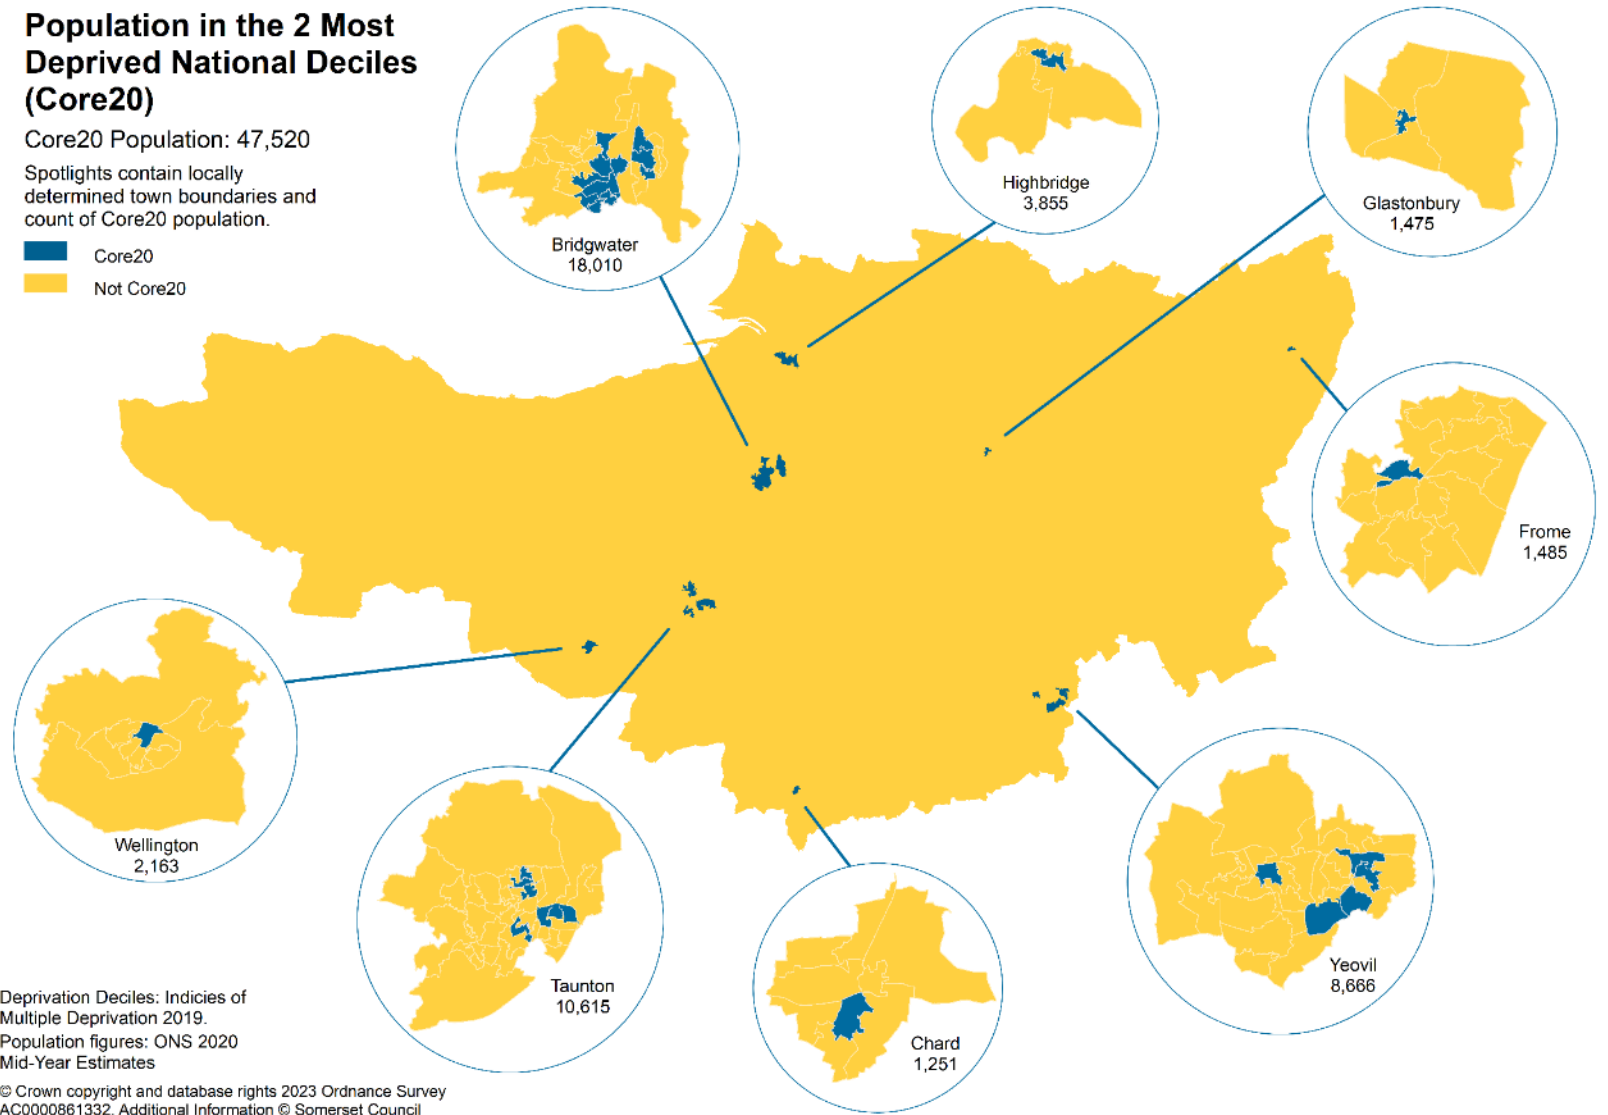 Population in the 2 Most
Deprived National Deciles
(Core20)
Core20 Population: 47,520
Spotlights contain locally
determined town boundaries and
count of Core20 population.
Core20
Not Core20
Bridgwater
18,010
Highbridge
3,855
Glastonbury
1,475
Frome
1,485
Wellington
2,163
Taunton
10,615
Chard
1,251
Yeovil
8,666
Deprivation Deciles: Indicies of
Multiple Deprivation 2019.
Population figures: ONS 2020
Mid-Year Estimates
© Crown copyright and database rights 2023 Ordnance Survey
AC0000861332. Additional Information © Somerset Council